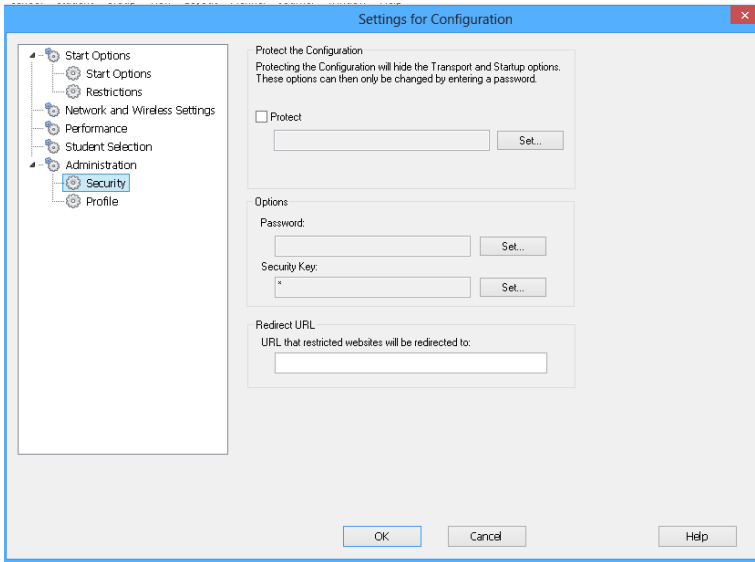 Settings for Configuration
Start Options
Start Options
Restrictions
Network and Wireless Settings
Performance
Student Selection
Administration
Security
Profile
Protect the Configuration
Protecting the Configuration will hide the Transport and Startup options.
These options can then only be changed by entering a password.
Protect
Set...
Options
Password:
Set...
Security Key:
*
Set...
Redirect URL
URL that restricted websites will be redirected to:
OK
Cancel
Help